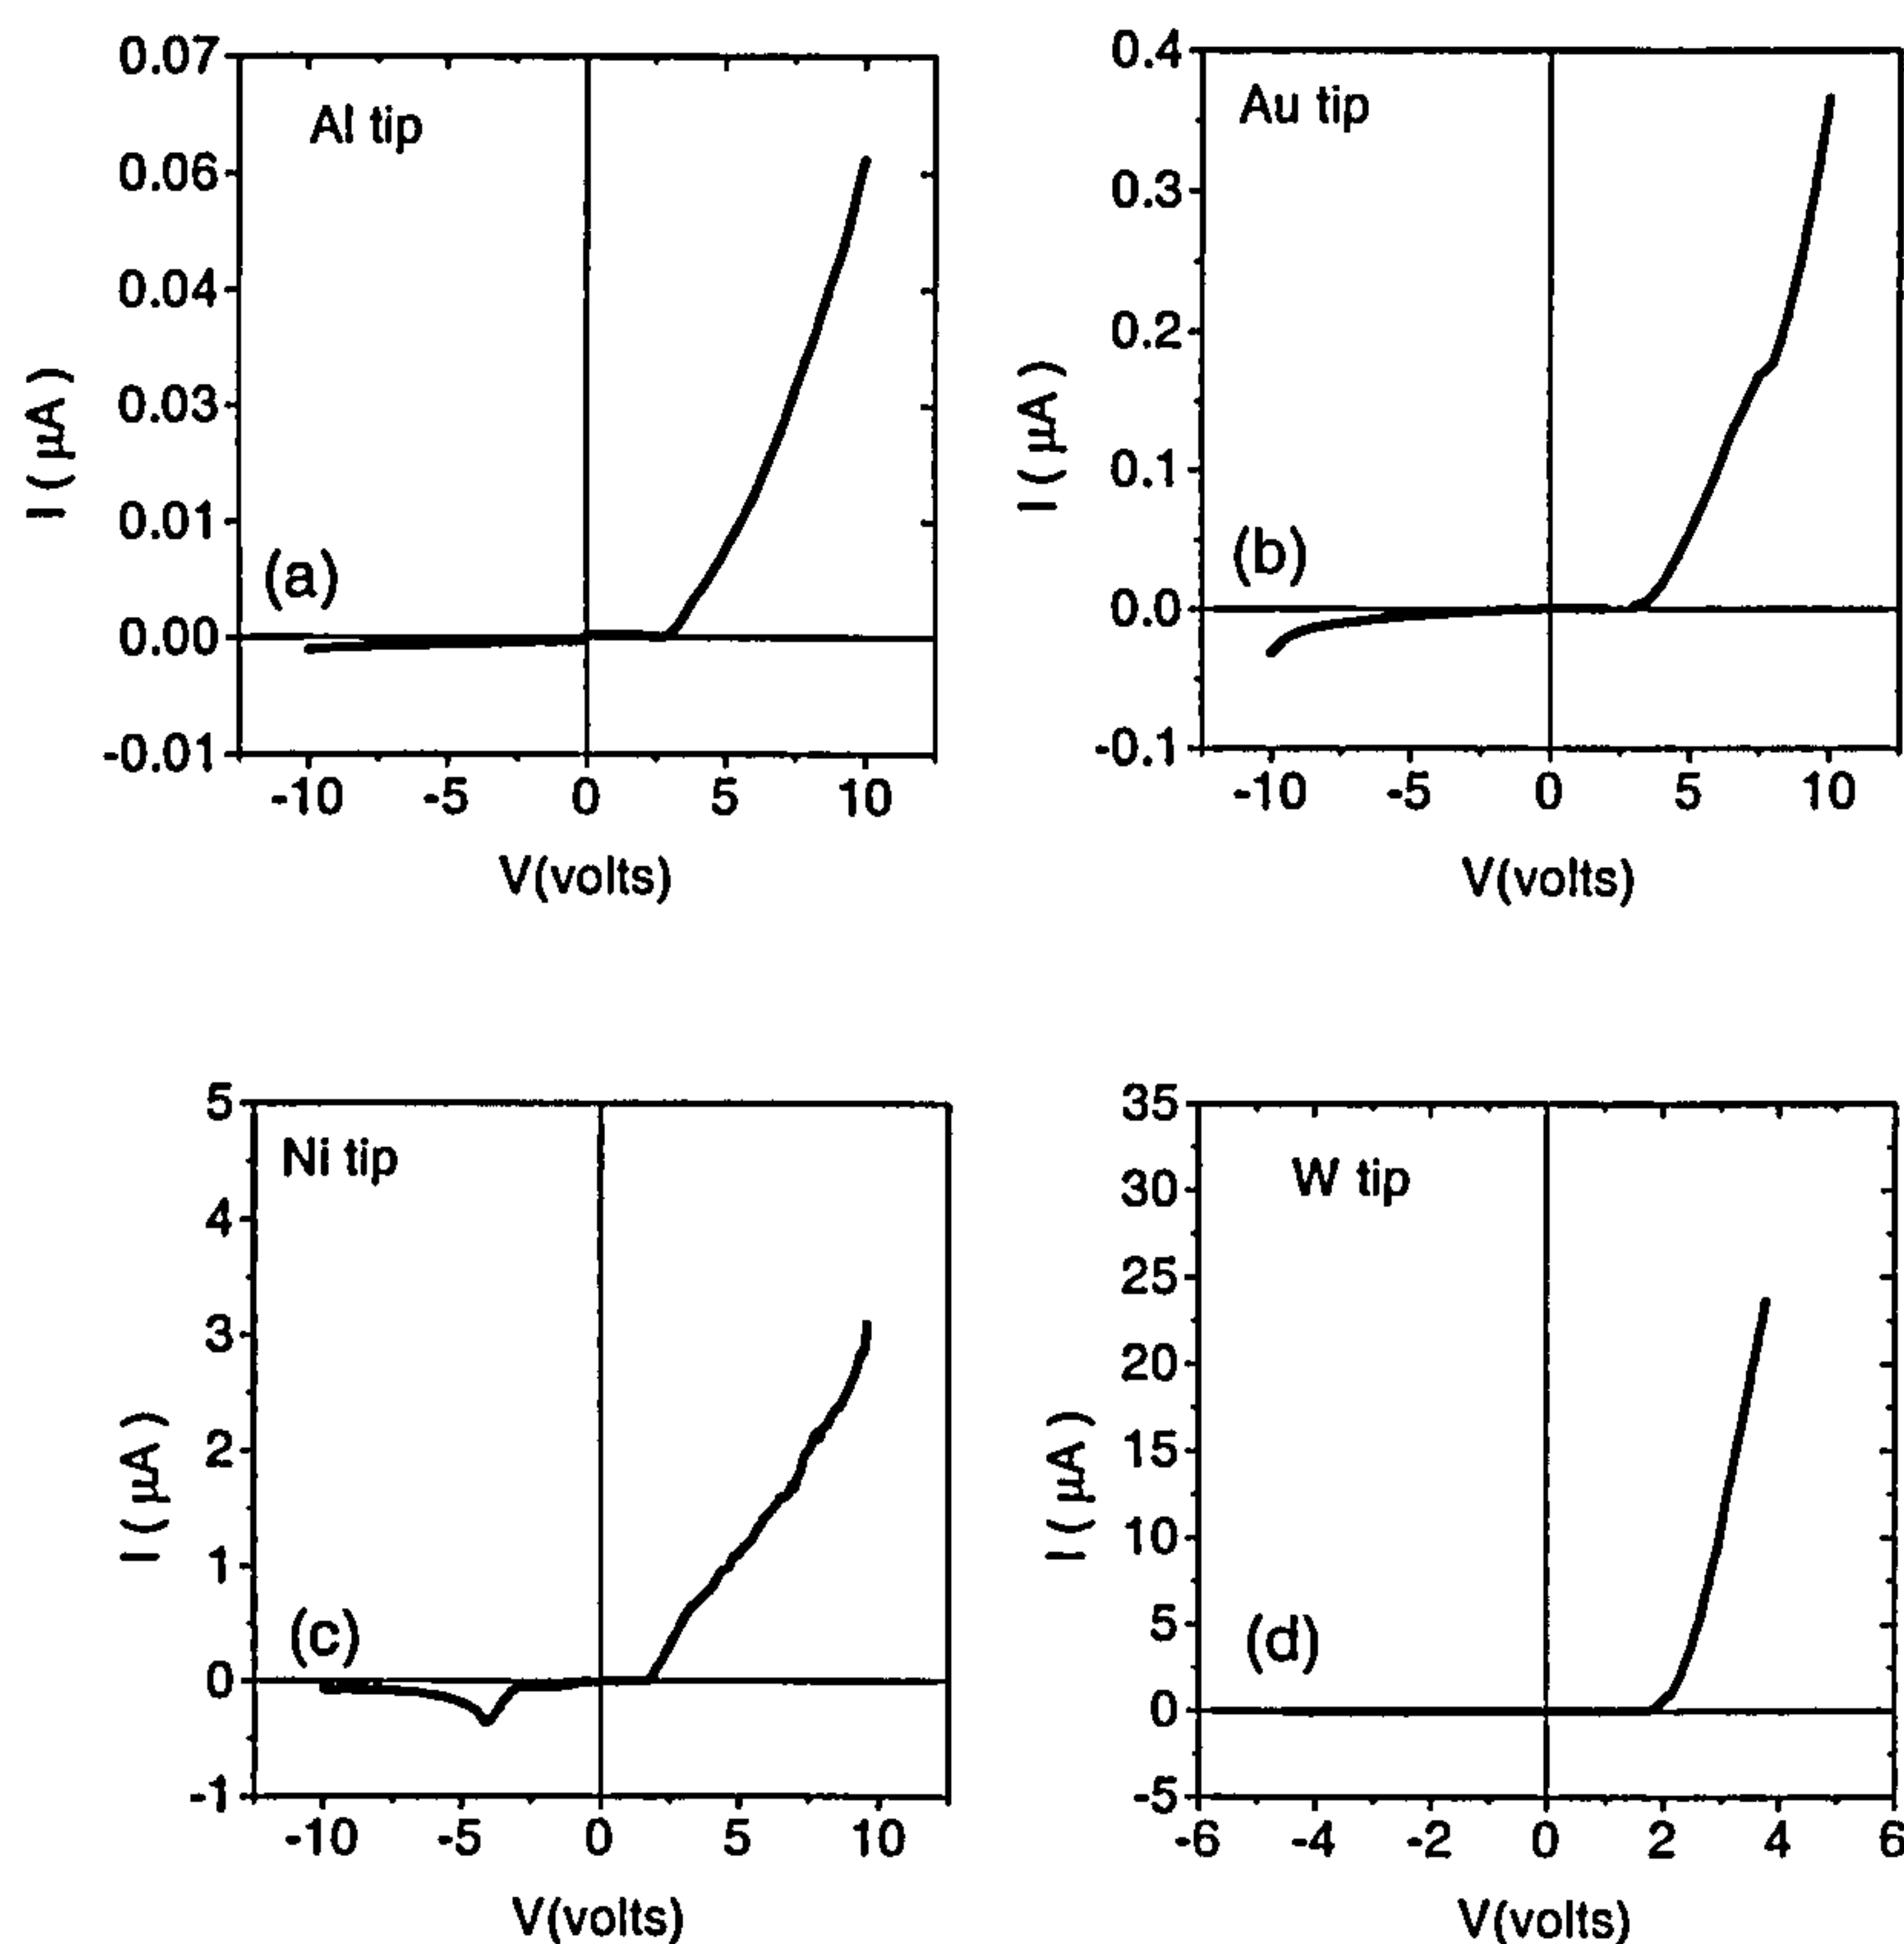 0.07
0.06
0.04
0.03
0.01
0.00
-0.01
I ( µA )
Al tip
(a)
-10 -5 0 5 10
V(volts)
0.4
0.3
0.2
0.1
0.0
-0.1
I ( µA )
Au tip
(b)
-10 -5 0 5 10
V(volts)
5
4
3
2
1
0
-1
I ( µA )
Ni tip
(c)
-10 -5 0 5 10
V(volts)
35
30
25
20
15
10
5
0
-5
I ( µA )
W tip
(d)
-6 -4 -2 0 2 4 6
V(volts)